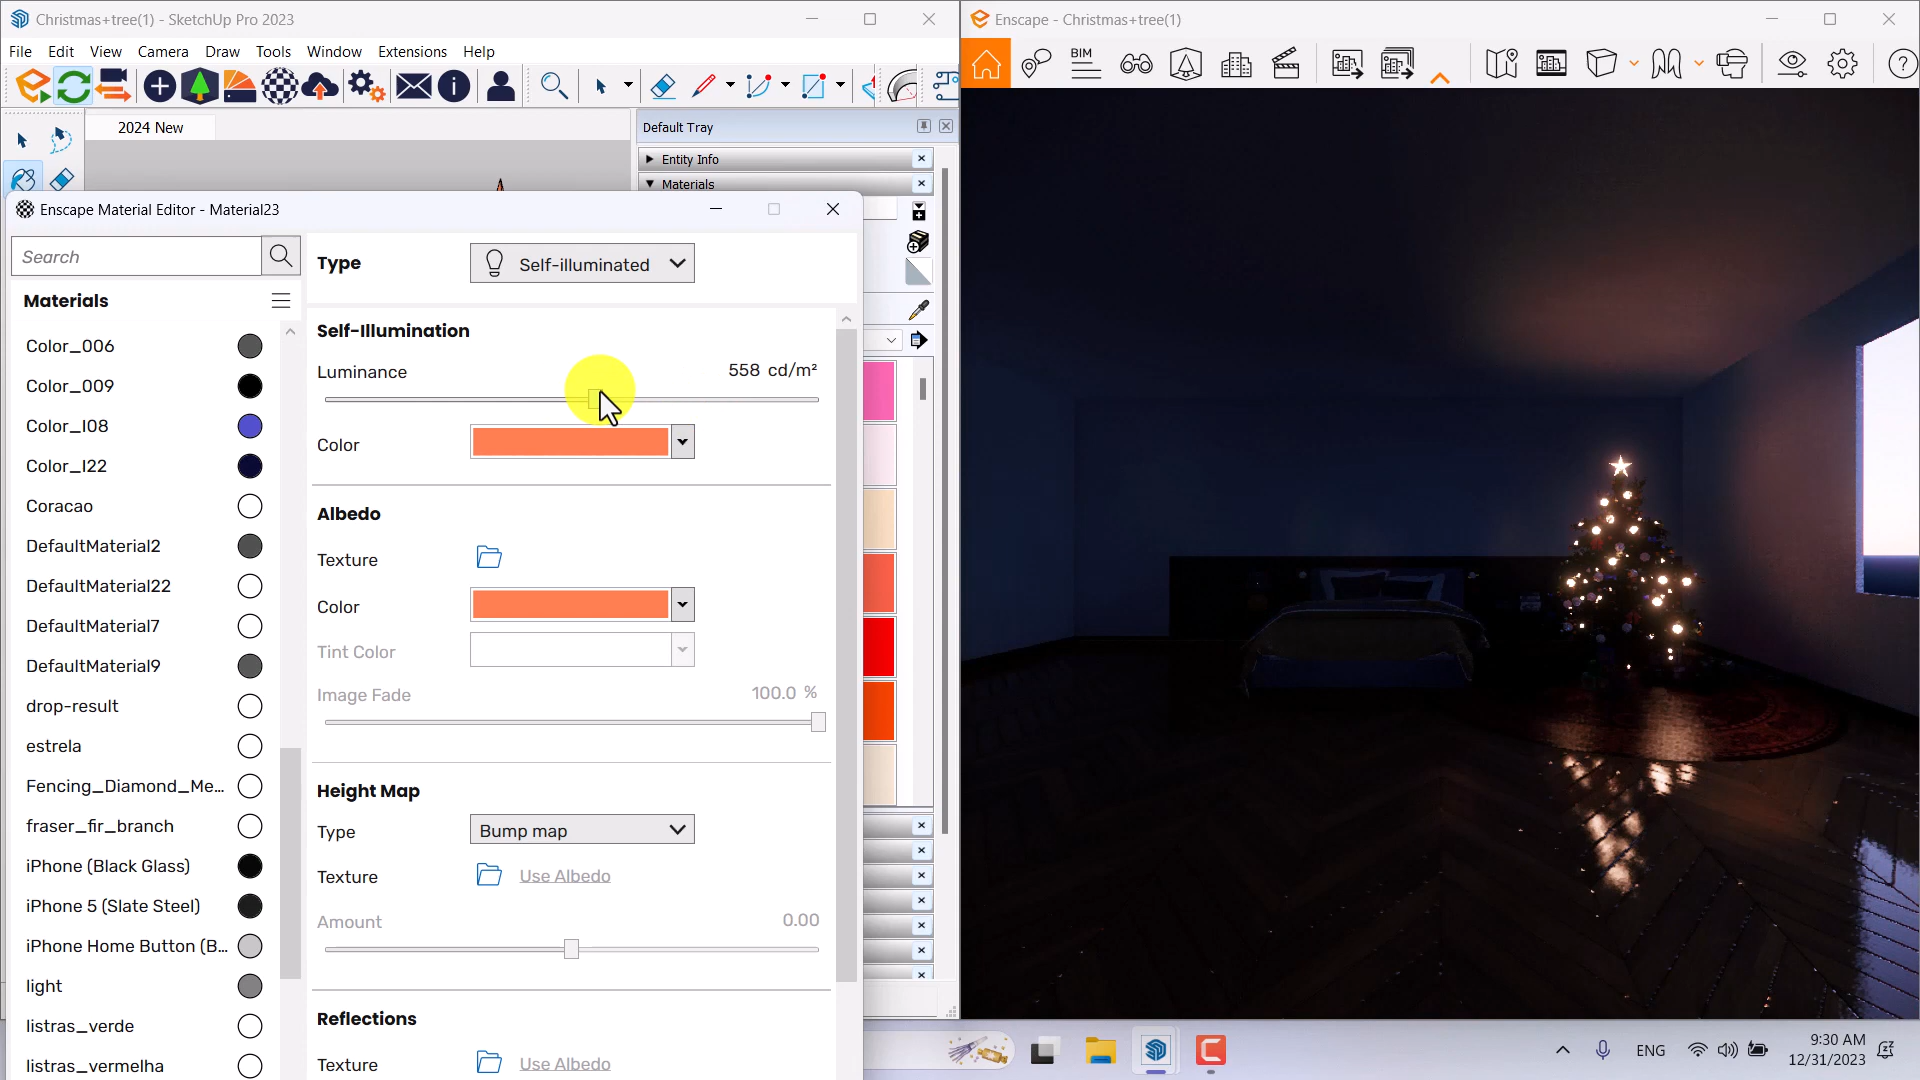 Christmas+tree(1) - SketchUp Pro 2023
File Edit View Camera Draw Tools Window Extensions Help
2024 New
Default Tray
Entity Info
Materials
Enscape Material Editor - Material23
Search
Materials
Color_006
Color_009
Color_I08
Color_I22
Coracao
DefaultMaterial2
DefaultMaterial22
DefaultMaterial7
DefaultMaterial9
drop-result
estrela
Fencing_Diamond_Me...
fraser_fir_branch
iPhone (Black Glass)
iPhone 5 (Slate Steel)
iPhone Home Button (B...
light
listras_verde
listras_vermelha
Type Self-illuminated
Self-Illumination
Luminance 558 cd/m²
Color
Albedo
Texture
Color
Tint Color
Image Fade 100.0 %
Height Map
Type Bump map
Texture Use Albedo
Amount 0.00
Reflections
Texture Use Albedo
Enscape - Christmas+tree(1)
BIM
ENG
9:30 AM
12/31/2023